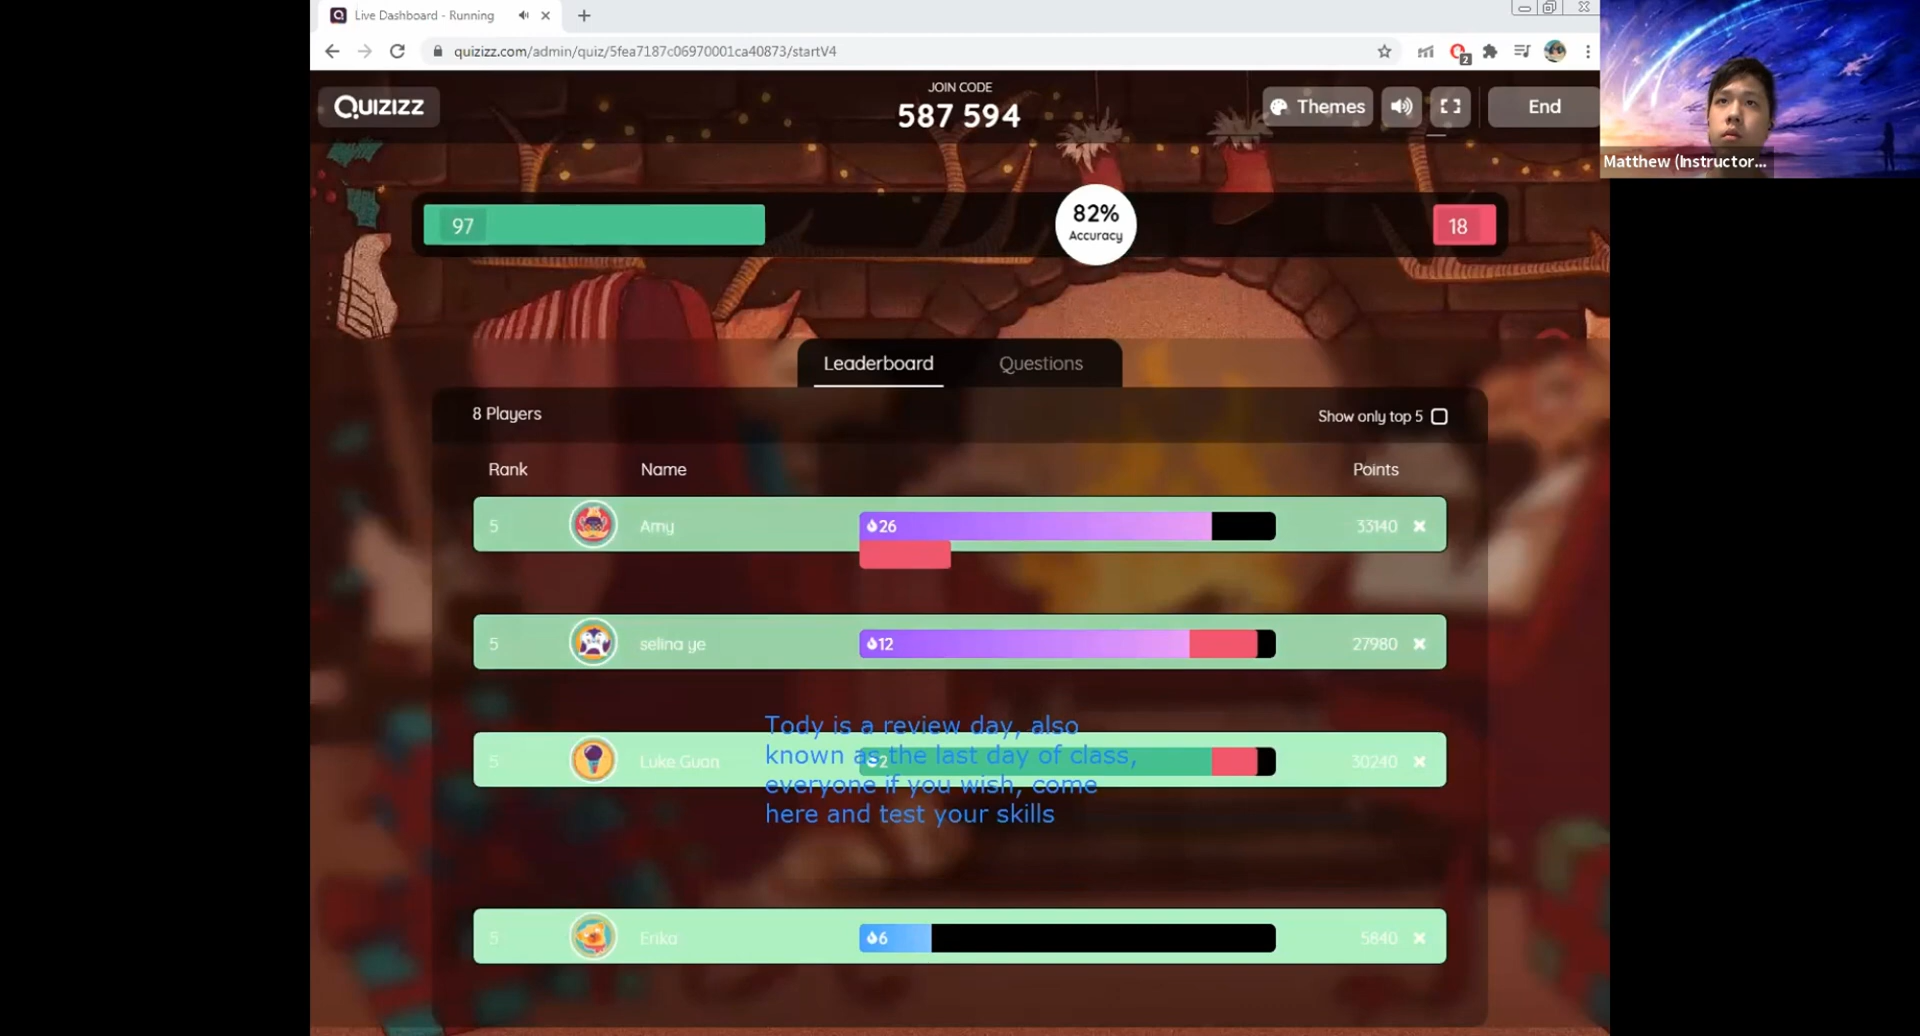 Live Dashboard - Running
quizizz.com/admin/quiz/5fea7187c06970001ca40873/startV4
2
Quizizz
JOIN CODE
587 594
Themes
End
Matthew (Instructor...
97
82%
Accuracy
18
Leaderboard
Questions
8 Players
Show only top 5
Rank
Name
Points
5
Amy
26
33140
5
selina ye
12
27980
5
Luke Guan
2
30240
Tody is a review day, also
known as the last day of class,
everyone if you wish, come
here and test your skills
5
Erika
6
5840